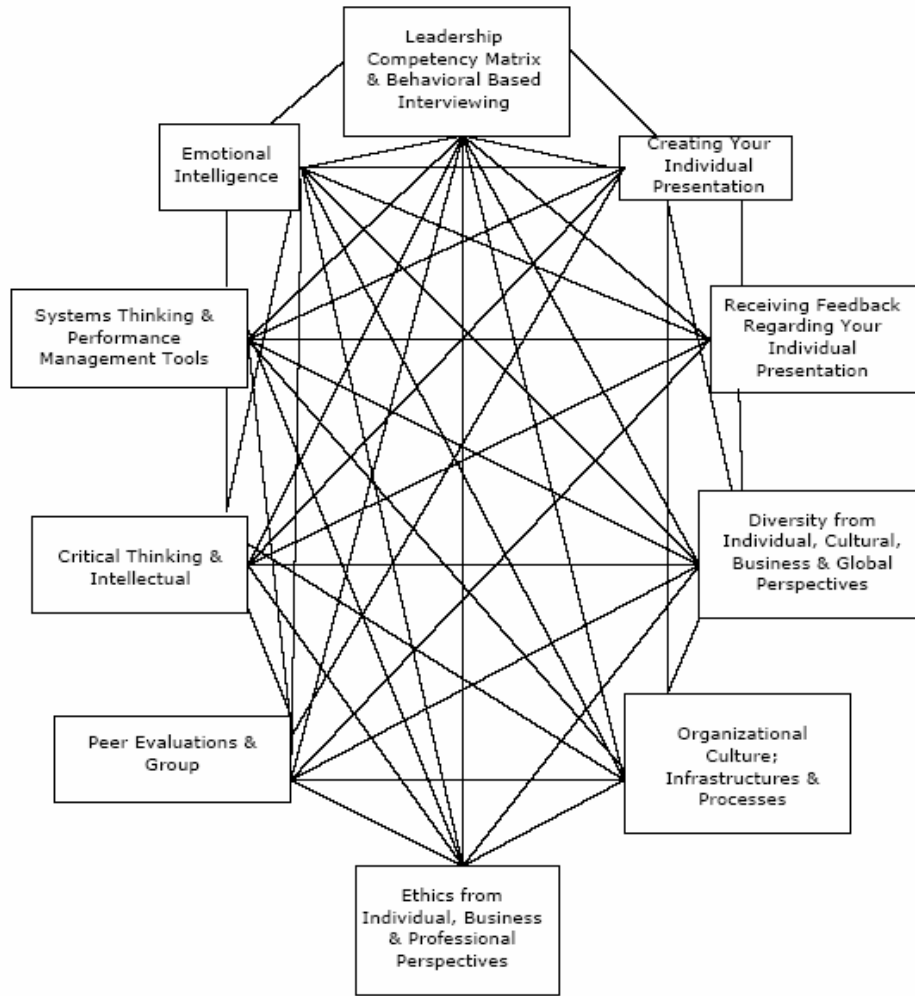 Leadership
Competency Matrix
& Behavioral Based
Interviewing
Emotional
Intelligence
Creating Your
Individual
Presentation
Systems Thinking &
Performance
Management Tools
Receiving Feedback
Regarding Your
Individual
Presentation
Critical Thinking &
Intellectual
Diversity from
Individual, Cultural,
Business & Global
Perspectives
Peer Evaluations &
Group
Organizational
Culture;
Infrastructures &
Processes
Ethics from
Individual, Business
& Professional
Perspectives